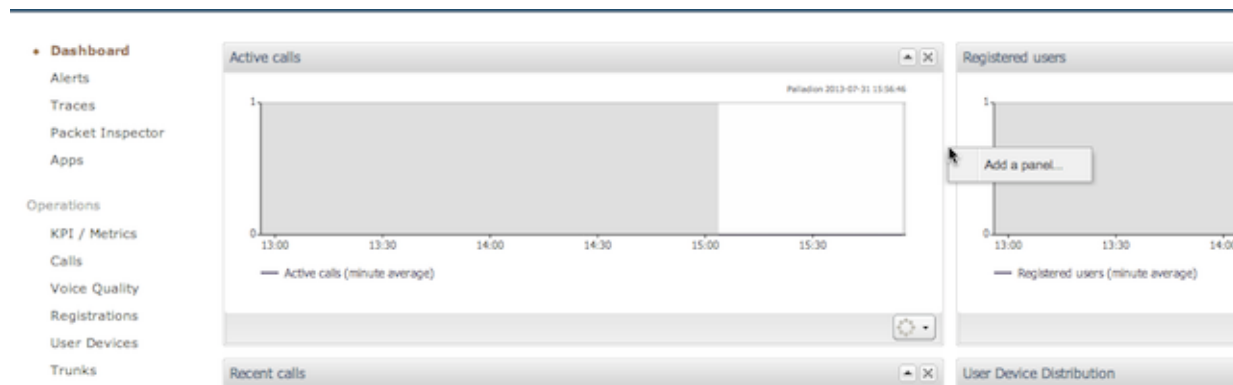 Dashboard
Alerts
Traces
Packet Inspector
Apps
Operations
KPI / Metrics
Calls
Voice Quality
Registrations
User Devices
Trunks
Active calls
Palladion 2013-07-31 15:56:46
1
0
13:00 13:30 14:00 14:30 15:00 15:30
Active calls (minute average)
Recent calls
Registered users
1
Add a panel...
0
13:00 13:30 14:00
Registered users (minute average)
User Device Distribution